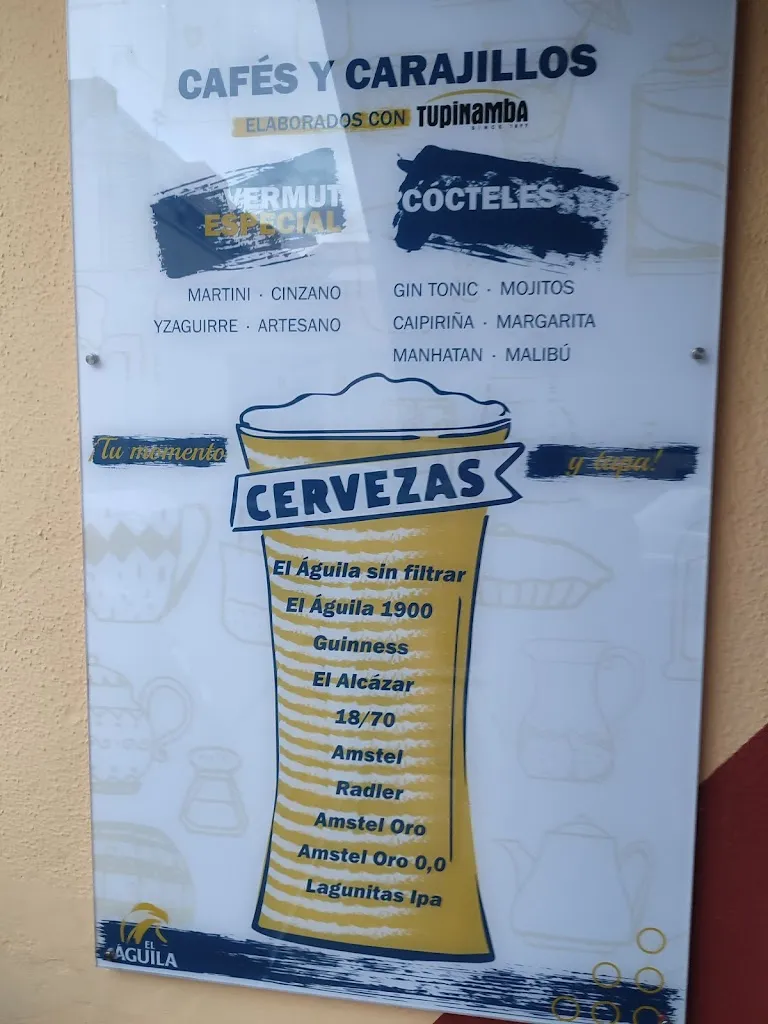 CAFÉS Y CARAJILLOS
ELABORADOS CON TUPINAMBA
SINCE 1897
VERMUT
ESPECIAL
MARTINI · CINZANO
YZAGUIRRE · ARTESANO
CÓCTELES
GIN TONIC · MOJITOS
CAIPIRIÑA · MARGARITA
MANHATAN · MALIBÚ
¡Tu momento
y tapa!
CERVEZAS
El Águila sin filtrar
El Águila 1900
Guinness
El Alcázar
18/70
Amstel
Radler
Amstel Oro
Amstel Oro 0,0
Lagunitas Ipa
EL
ÁGUILA